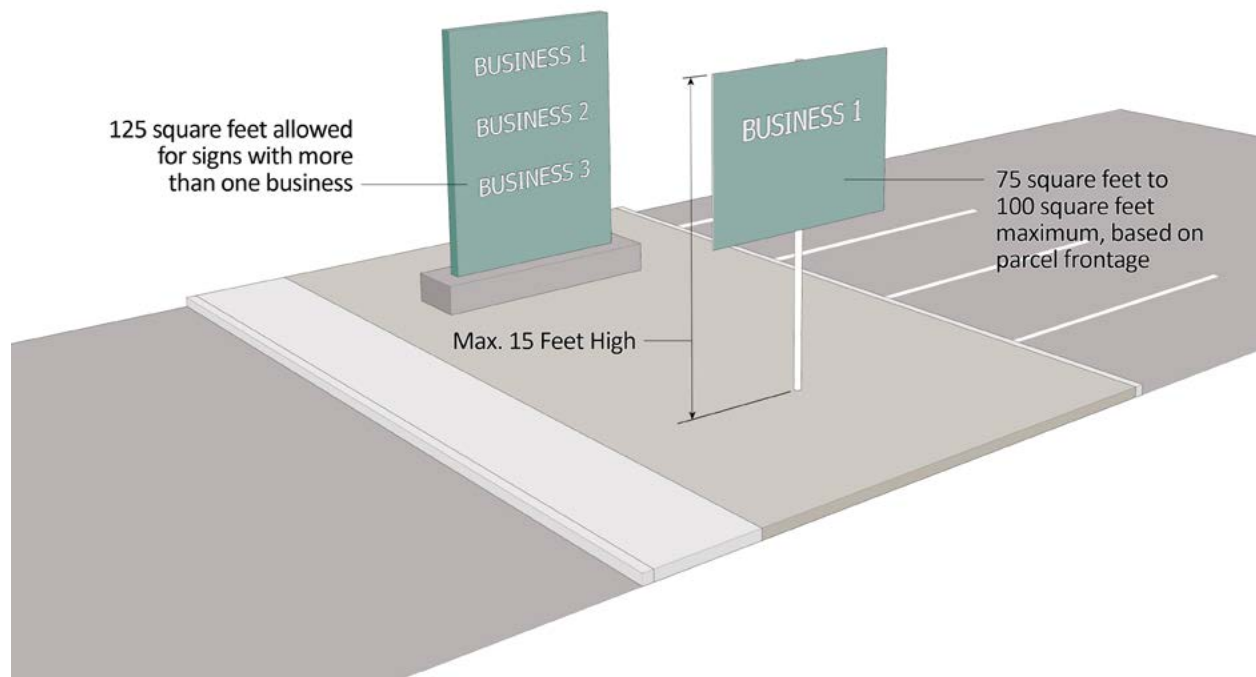 125 square feet allowed
for signs with more
than one business
BUSINESS 1
BUSINESS 2
BUSINESS 3
BUSINESS 1
75 square feet to
100 square feet
maximum, based on
parcel frontage
Max. 15 Feet High